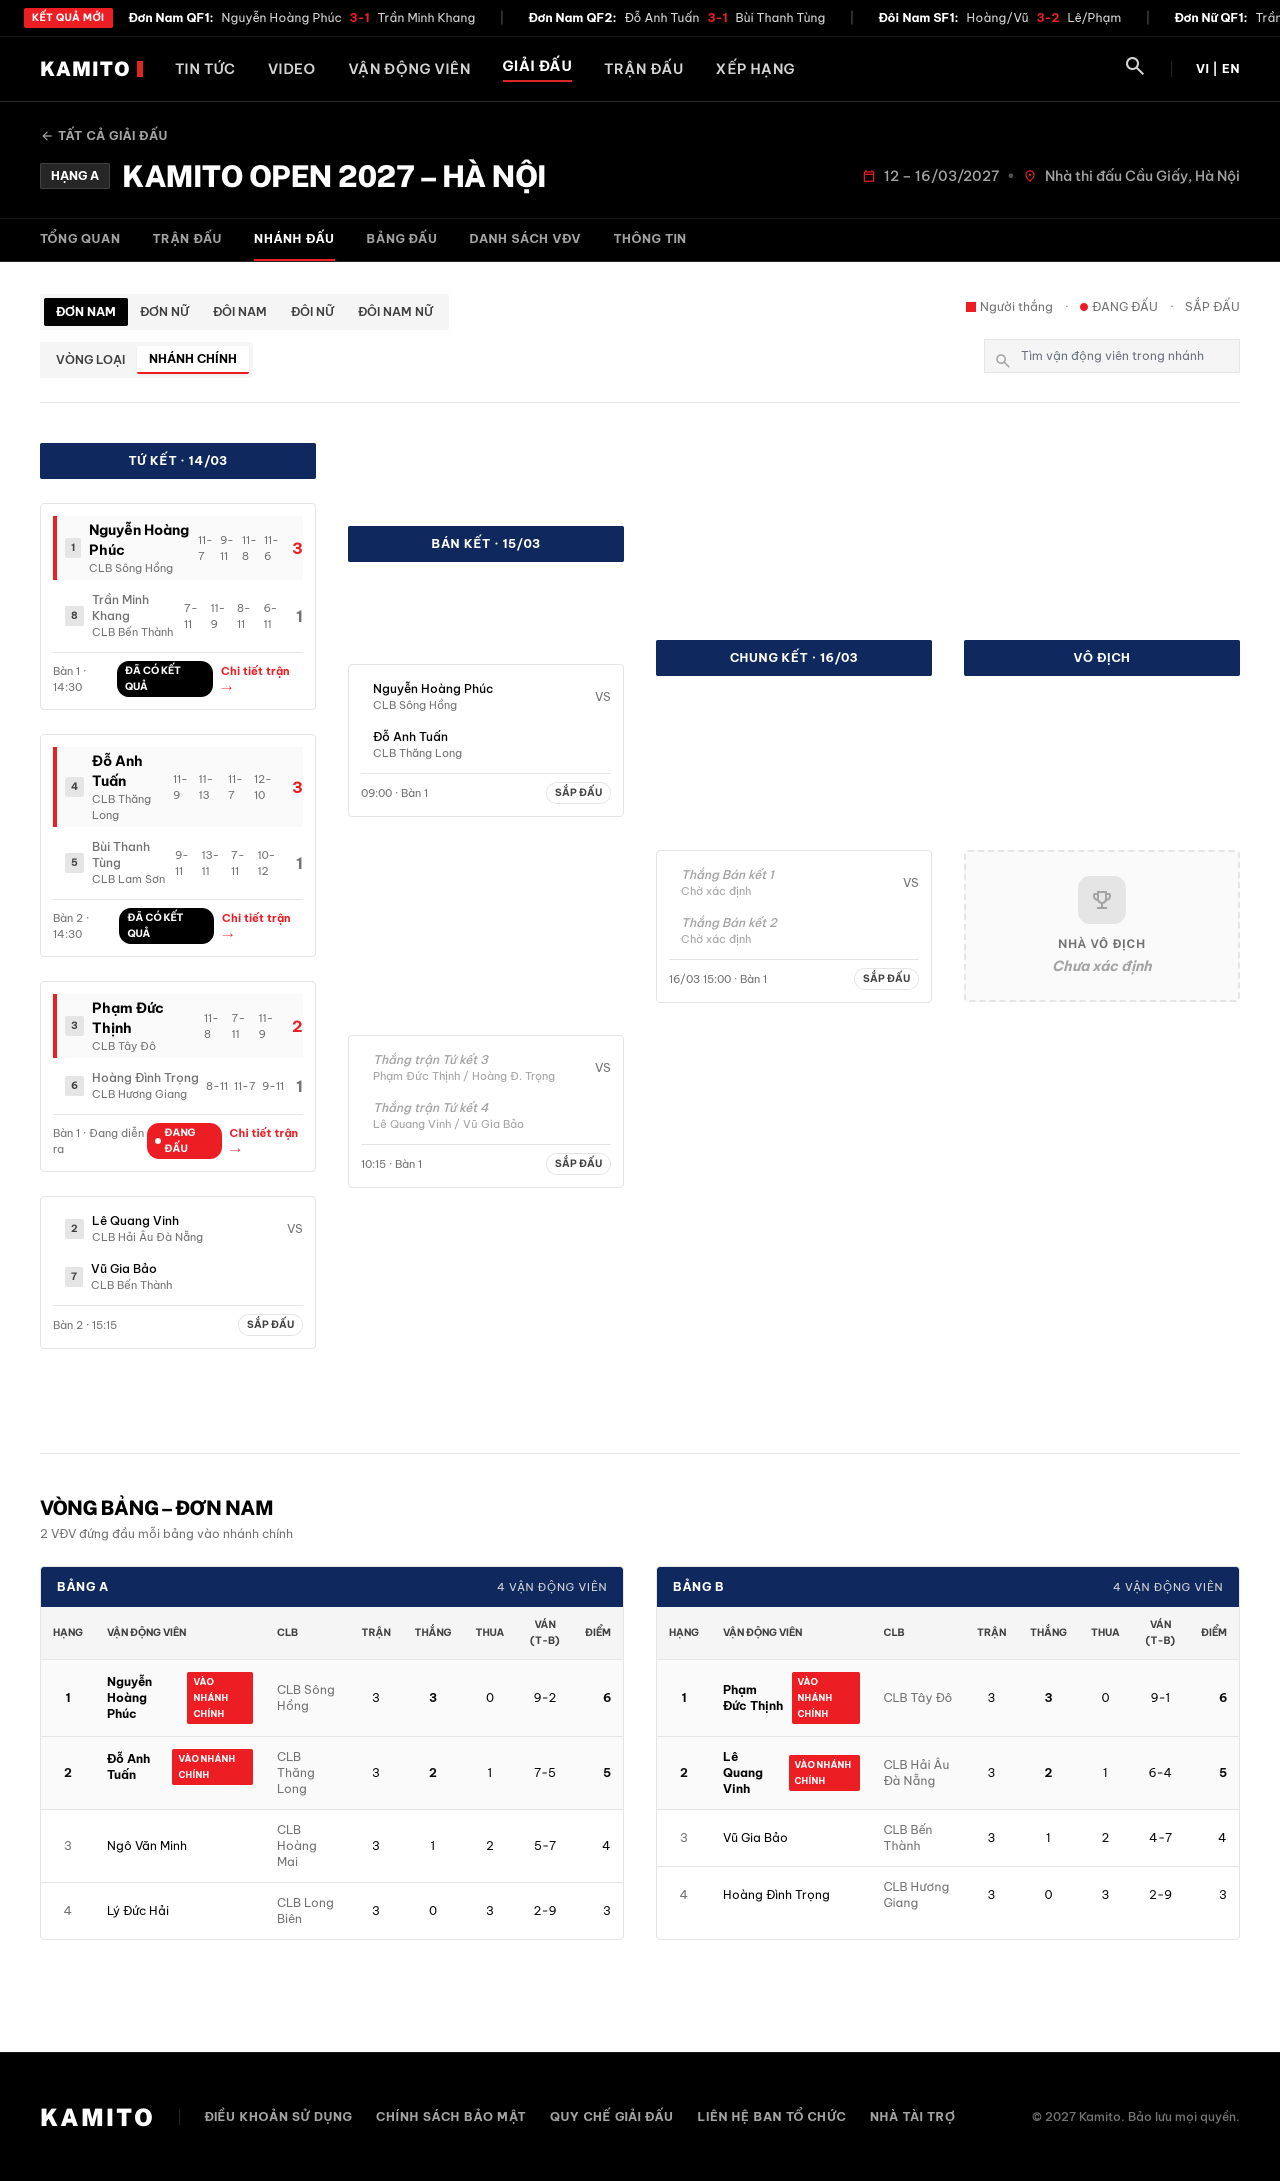 KẾT QUẢ MỚI Đơn Nam QF1: Nguyễn Hoàng Phúc 3-1 Trần Minh Khang | Đơn Nam QF2: Đỗ Anh Tuấn 3-1 Bùi Thanh Tùng | Đôi Nam SF1: Hoàng/Vũ 3-2 Lê/Phạm | Đơn Nữ QF1:
KAMITO TIN TỨC VIDEO VẬN ĐỘNG VIÊN GIẢI ĐẤU TRẬN ĐẤU XẾP HẠNG VI | EN
← TẤT CẢ GIẢI ĐẤU
HẠNG A KAMITO OPEN 2027 – HÀ NỘI 12 – 16/03/2027 • Nhà thi đấu Cầu Giấy, Hà Nội
TỔNG QUAN TRẬN ĐẤU NHÁNH ĐẤU BẢNG ĐẤU DANH SÁCH VĐV THÔNG TIN
ĐƠN NAM ĐƠN NỮ ĐÔI NAM ĐÔI NỮ ĐÔI NAM NỮ
Người thắng · ĐANG ĐẤU · SẮP ĐẤU
VÒNG LOẠI NHÁNH CHÍNH
Tìm vận động viên trong nhánh
TỨ KẾT · 14/03
1 Nguyễn Hoàng Phúc CLB Sông Hồng 11-7 9-11 11-8 11-6 3
8 Trần Minh Khang CLB Bến Thành 7-11 11-9 8-11 6-11 1
Bàn 1 · 14:30 ĐÃ CÓ KẾT QUẢ Chi tiết trận →
4 Đỗ Anh Tuấn CLB Thăng Long 11-9 11-13 11-7 12-10 3
5 Bùi Thanh Tùng CLB Lam Sơn 9-11 13-11 7-11 10-12 1
Bàn 2 · 14:30 ĐÃ CÓ KẾT QUẢ Chi tiết trận →
3 Phạm Đức Thịnh CLB Tây Đô 11-8 7-11 11-9 2
6 Hoàng Đình Trọng CLB Hương Giang 8-11 11-7 9-11 1
Bàn 1 · Đang diễn ra ĐANG ĐẤU Chi tiết trận →
2 Lê Quang Vinh CLB Hải Âu Đà Nẵng VS
7 Vũ Gia Bảo CLB Bến Thành
Bàn 2 · 15:15 SẮP ĐẤU
BÁN KẾT · 15/03
Nguyễn Hoàng Phúc VS
CLB Sông Hồng
Đỗ Anh Tuấn
CLB Thăng Long
09:00 · Bàn 1 SẮP ĐẤU
Thắng trận Tứ kết 3 VS
Phạm Đức Thịnh / Hoàng Đ. Trọng
Thắng trận Tứ kết 4
Lê Quang Vinh / Vũ Gia Bảo
10:15 · Bàn 1 SẮP ĐẤU
CHUNG KẾT · 16/03
Thắng Bán kết 1 VS
Chờ xác định
Thắng Bán kết 2
Chờ xác định
16/03 15:00 · Bàn 1 SẮP ĐẤU
VÔ ĐỊCH
NHÀ VÔ ĐỊCH
Chưa xác định
VÒNG BẢNG – ĐƠN NAM
2 VĐV đứng đầu mỗi bảng vào nhánh chính
BẢNG A 4 VẬN ĐỘNG VIÊN
HẠNG VẬN ĐỘNG VIÊN CLB TRẬN THẮNG THUA VÁN (T-B) ĐIỂM
1 Nguyễn Hoàng Phúc VÀO NHÁNH CHÍNH CLB Sông Hồng 3 3 0 9-2 6
2 Đỗ Anh Tuấn VÀO NHÁNH CHÍNH CLB Thăng Long 3 2 1 7-5 5
3 Ngô Văn Minh CLB Hoàng Mai 3 1 2 5-7 4
4 Lý Đức Hải CLB Long Biên 3 0 3 2-9 3
BẢNG B 4 VẬN ĐỘNG VIÊN
HẠNG VẬN ĐỘNG VIÊN CLB TRẬN THẮNG THUA VÁN (T-B) ĐIỂM
1 Phạm Đức Thịnh VÀO NHÁNH CHÍNH CLB Tây Đô 3 3 0 9-1 6
2 Lê Quang Vinh VÀO NHÁNH CHÍNH CLB Hải Âu Đà Nẵng 3 2 1 6-4 5
3 Vũ Gia Bảo CLB Bến Thành 3 1 2 4-7 4
4 Hoàng Đình Trọng CLB Hương Giang 3 0 3 2-9 3
KAMITO ĐIỀU KHOẢN SỬ DỤNG CHÍNH SÁCH BẢO MẬT QUY CHẾ GIẢI ĐẤU LIÊN HỆ BAN TỔ CHỨC NHÀ TÀI TRỢ © 2027 Kamito. Bảo lưu mọi quyền.